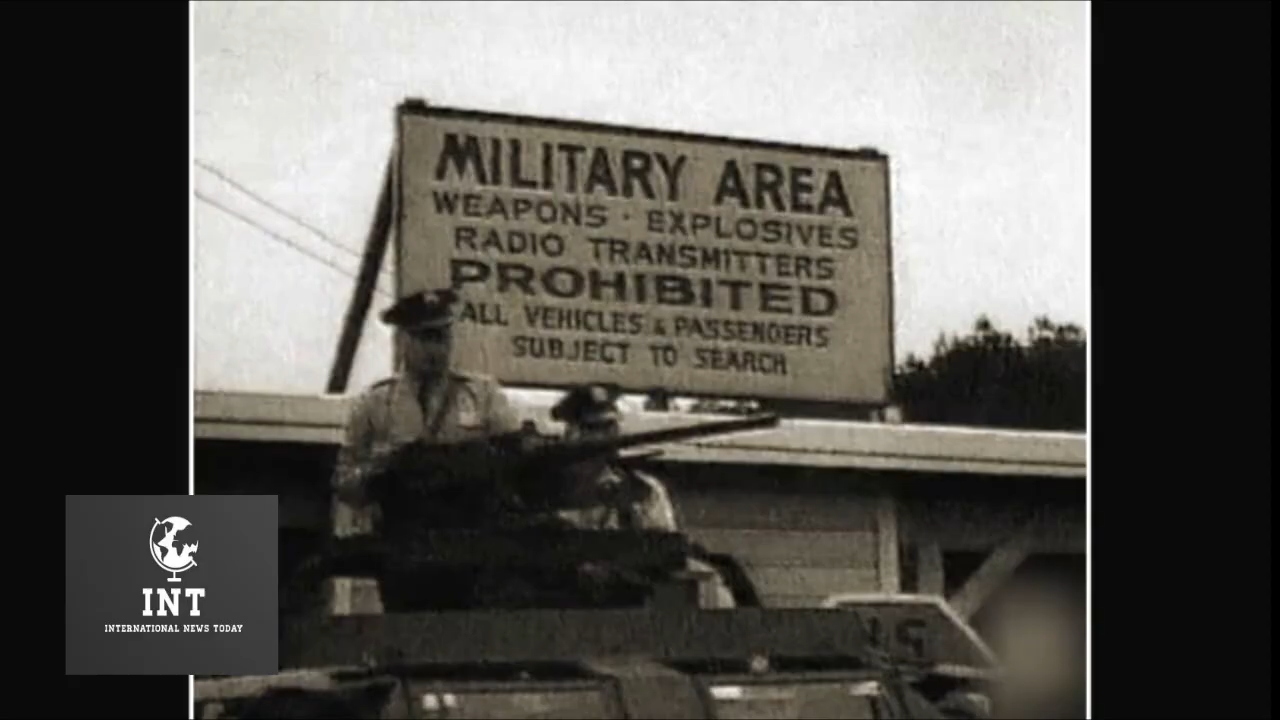 MILITARY AREA
WEAPONS · EXPLOSIVES
RADIO TRANSMITTERS
PROHIBITED
ALL VEHICLES & PASSENGERS
SUBJECT TO SEARCH
INT
INTERNATIONAL NEWS TODAY